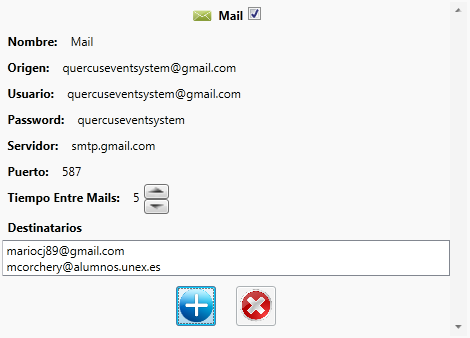 Mail
Nombre: Mail
Origen: quercuseventsystem@gmail.com
Usuario: quercuseventsystem@gmail.com
Password: quercuseventsystem
Servidor: smtp.gmail.com
Puerto: 587
Tiempo Entre Mails: 5
Destinatarios
mariocj89@gmail.com
mcorchery@alumnos.unex.es